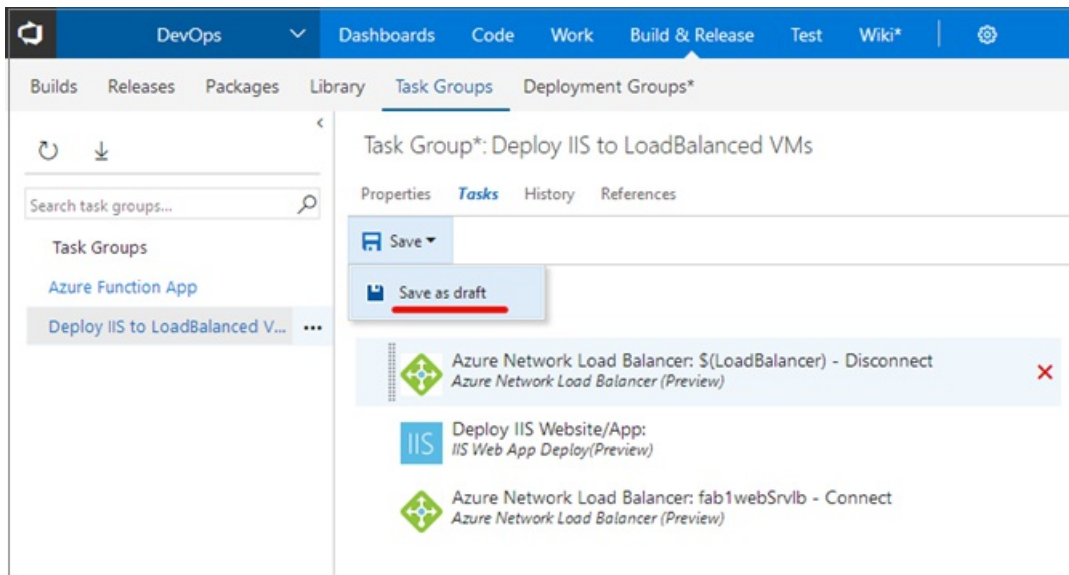 DevOps Dashboards Code Work Build & Release Test Wiki*
Builds Releases Packages Library Task Groups Deployment Groups*
Task Group*: Deploy IIS to LoadBalanced VMs
Properties Tasks History References
Search task groups...
Save
Task Groups
Save as draft
Azure Function App
Deploy IIS to LoadBalanced V... •••
Azure Network Load Balancer: $(LoadBalancer) - Disconnect
Azure Network Load Balancer (Preview)
IIS
Deploy IIS Website/App:
IIS Web App Deploy(Preview)
Azure Network Load Balancer: fab1webSrvlb - Connect
Azure Network Load Balancer (Preview)